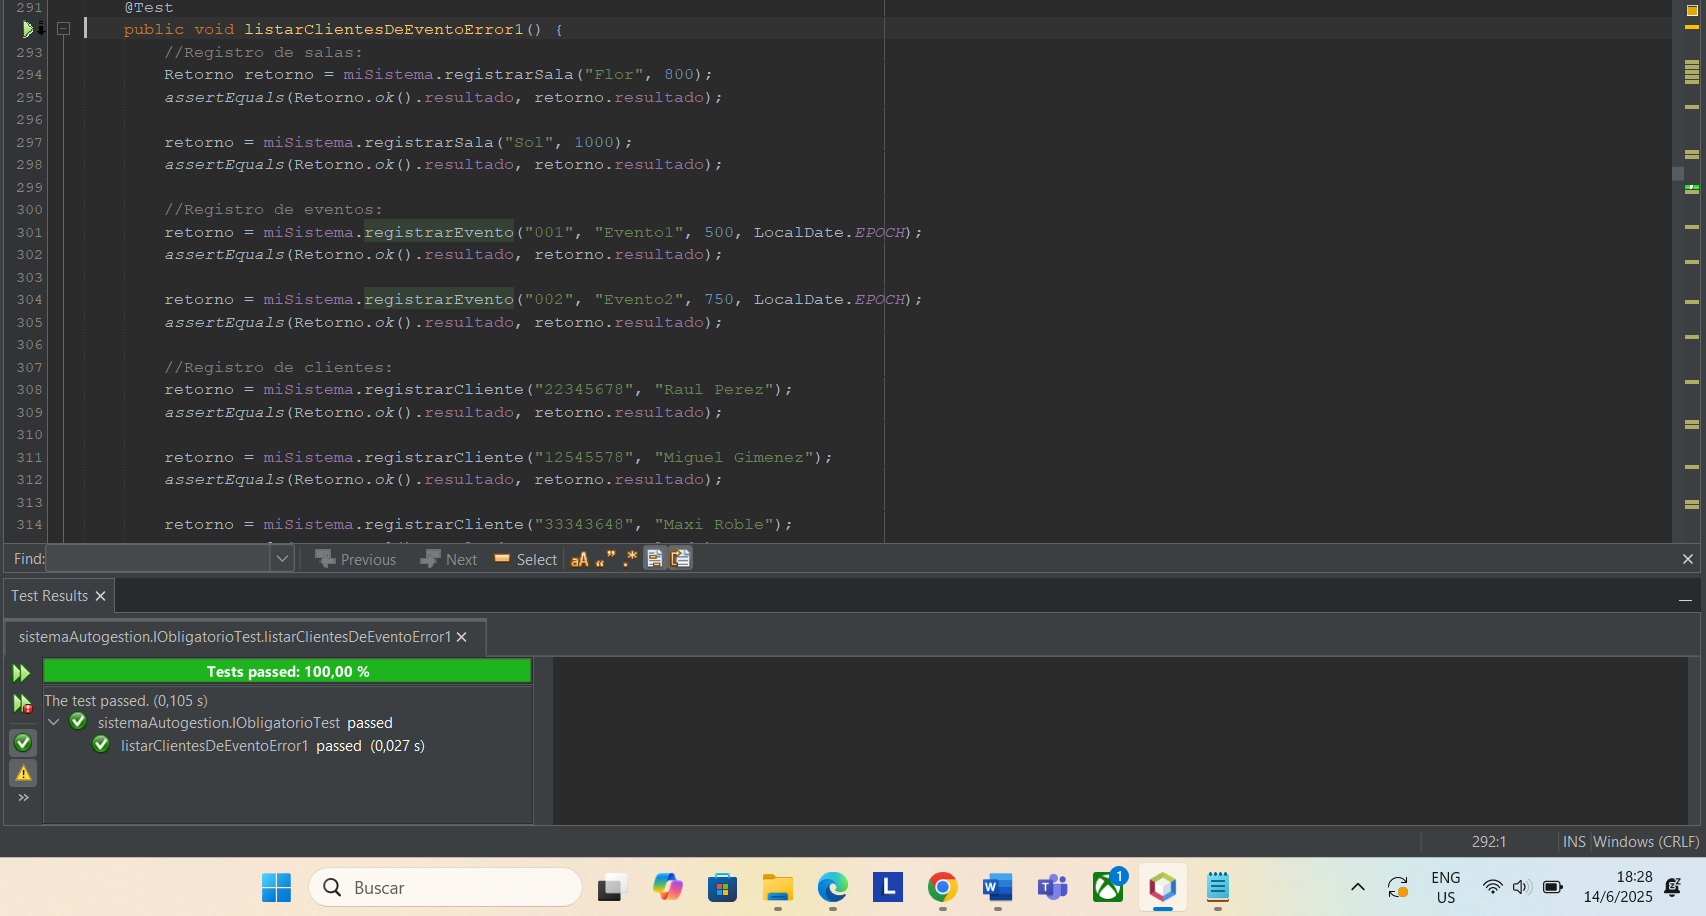 291 @Test
public void listarClientesDeEventoError1() {
293 //Registro de salas:
294 Retorno retorno = miSistema.registrarSala("Flor", 800);
295 assertEquals(Retorno.ok().resultado, retorno.resultado);
296
297 retorno = miSistema.registrarSala("Sol", 1000);
298 assertEquals(Retorno.ok().resultado, retorno.resultado);
299
300 //Registro de eventos:
301 retorno = miSistema.registrarEvento("001", "Evento1", 500, LocalDate.EPOCH);
302 assertEquals(Retorno.ok().resultado, retorno.resultado);
303
304 retorno = miSistema.registrarEvento("002", "Evento2", 750, LocalDate.EPOCH);
305 assertEquals(Retorno.ok().resultado, retorno.resultado);
306
307 //Registro de clientes:
308 retorno = miSistema.registrarCliente("22345678", "Raul Perez");
309 assertEquals(Retorno.ok().resultado, retorno.resultado);
310
311 retorno = miSistema.registrarCliente("12545578", "Miguel Gimenez");
312 assertEquals(Retorno.ok().resultado, retorno.resultado);
313
314 retorno = miSistema.registrarCliente("33343648", "Maxi Roble");
Find: Previous Next Select aA “” .*
Test Results
sistemaAutogestion.IObligatorioTest.listarClientesDeEventoError1
Tests passed: 100,00 %
The test passed. (0,105 s)
sistemaAutogestion.IObligatorioTest passed
listarClientesDeEventoError1 passed (0,027 s)
292:1 INS Windows (CRLF)
Buscar
L
W
T
1
ENG
US
18:28
14/6/2025